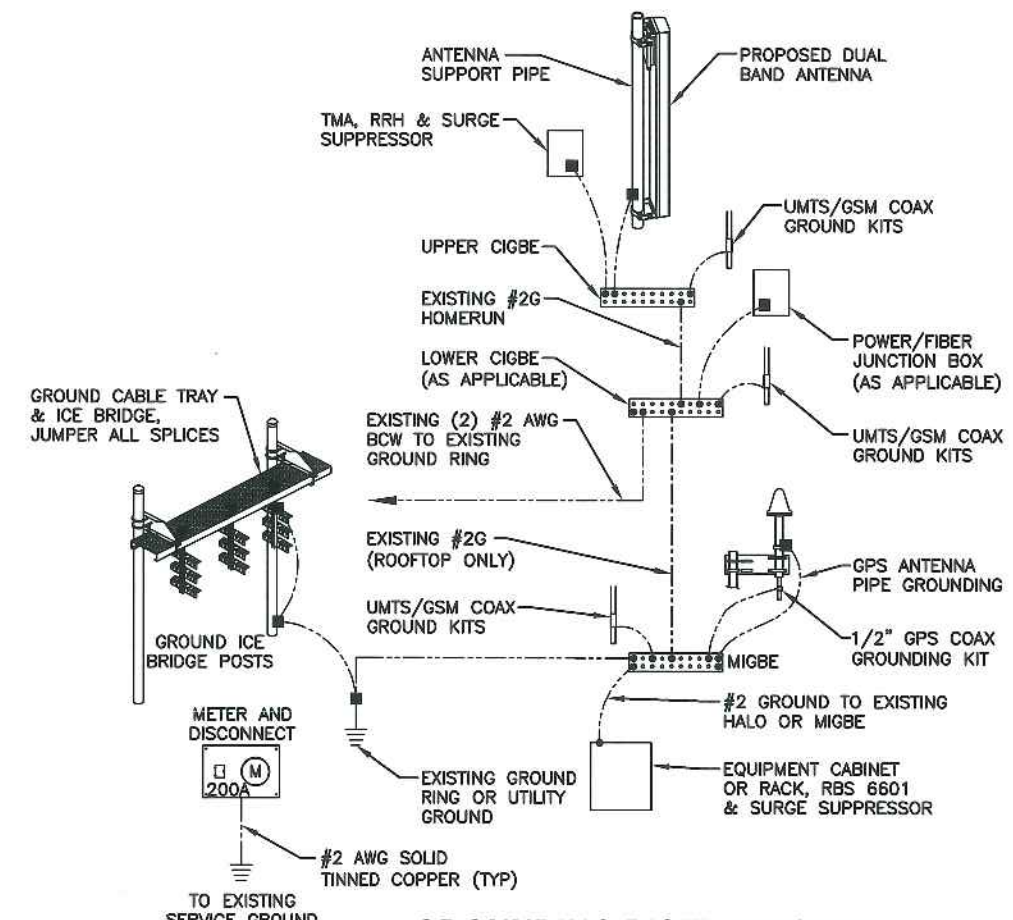 ANTENNA
SUPPORT PIPE
PROPOSED DUAL
BAND ANTENNA
TMA, RRH & SURGE
SUPPRESSOR
UMTS/GSM COAX
GROUND KITS
UPPER CIGBE
EXISTING #2G
HOMERUN
POWER/FIBER
JUNCTION BOX
(AS APPLICABLE)
LOWER CIGBE
(AS APPLICABLE)
GROUND CABLE TRAY
& ICE BRIDGE,
JUMPER ALL SPLICES
EXISTING (2) #2 AWG
BCW TO EXISTING
GROUND RING
UMTS/GSM COAX
GROUND KITS
EXISTING #2G
(ROOFTOP ONLY)
GPS ANTENNA
PIPE GROUNDING
UMTS/GSM COAX
GROUND KITS
1/2" GPS COAX
GROUNDING KIT
GROUND ICE
BRIDGE POSTS
MIGBE
#2 GROUND TO EXISTING
HALO OR MIGBE
METER AND
DISCONNECT
M
200A
EXISTING GROUND
RING OR UTILITY
GROUND
EQUIPMENT CABINET
OR RACK, RBS 6601
& SURGE SUPPRESSOR
#2 AWG SOLID
TINNED COPPER (TYP)
TO EXISTING
SERVICE GROUND